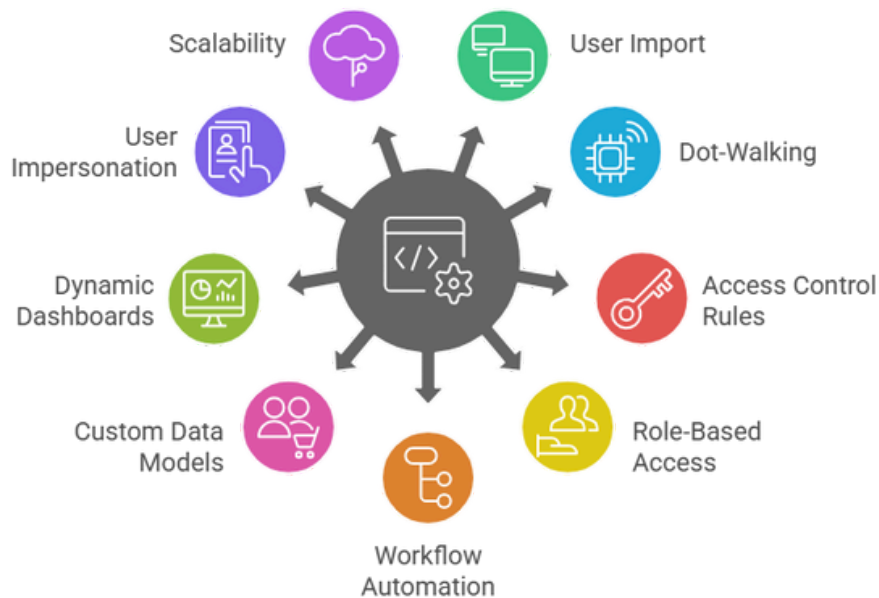 Scalability
User Import
User
Impersonation
Dot-Walking
Dynamic
Dashboards
Access Control
Rules
Custom Data
Models
Role-Based
Access
Workflow
Automation